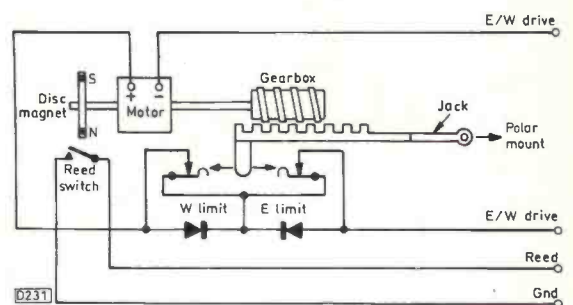 E/W drive
S
+ −
Motor
Disc magnet
N
Gearbox
Jack
Polar mount
Reed switch
W limit
E limit
E/W drive
Reed
D231
Gnd